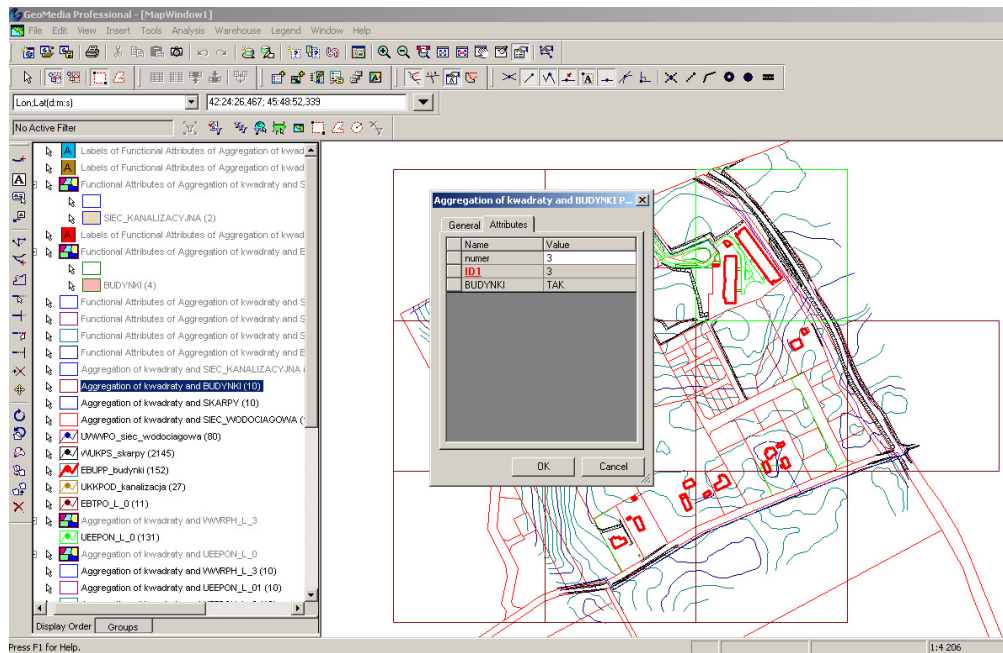 GeoMedia Professional - [MapWindow1]
File Edit View Insert Tools Analysis Warehouse Legend Window Help
Lon;Lat(d:m:s)
42:24:26,467; 45:48:52,339
No Active Filter
A Labels of Functional Attributes of Aggregation of kwad
A Labels of Functional Attributes of Aggregation of kwad
Functional Attributes of Aggregation of kwadraty and S
SIEC_KANALIZACYJNA (2)
A Labels of Functional Attributes of Aggregation of kwad
Functional Attributes of Aggregation of kwadraty and E
BUDYNKI (4)
Functional Attributes of Aggregation of kwadraty and S
Functional Attributes of Aggregation of kwadraty and S
Functional Attributes of Aggregation of kwadraty and S
Functional Attributes of Aggregation of kwadraty and E
Aggregation of kwadraty and SIEC_KANALIZACYJNA
Aggregation of kwadraty and BUDYNKI (10)
Aggregation of kwadraty and SKARPY (10)
Aggregation of kwadraty and SIEC_WODOCIAGOWA
UWWPO_siec_wodociagowa (80)
WUKPS_skarpy (2145)
EBUPP_budynki (152)
UKKPOD_kanalizacja (27)
EBTPO_L_0 (11)
Aggregation of kwadraty and WWRPH_L_3
UEEPON_L_0 (131)
Aggregation of kwadraty and UEEPON_L_0
Aggregation of kwadraty and WWRPH_L_3 (10)
Aggregation of kwadraty and UEEPON_L_01 (10)
Display Order Groups
Aggregation of kwadraty and BUDYNKI P...
General Attributes
Name Value
numer 3
ID1 3
BUDYNKI TAK
OK Cancel
Press F1 for Help.
1:4 206